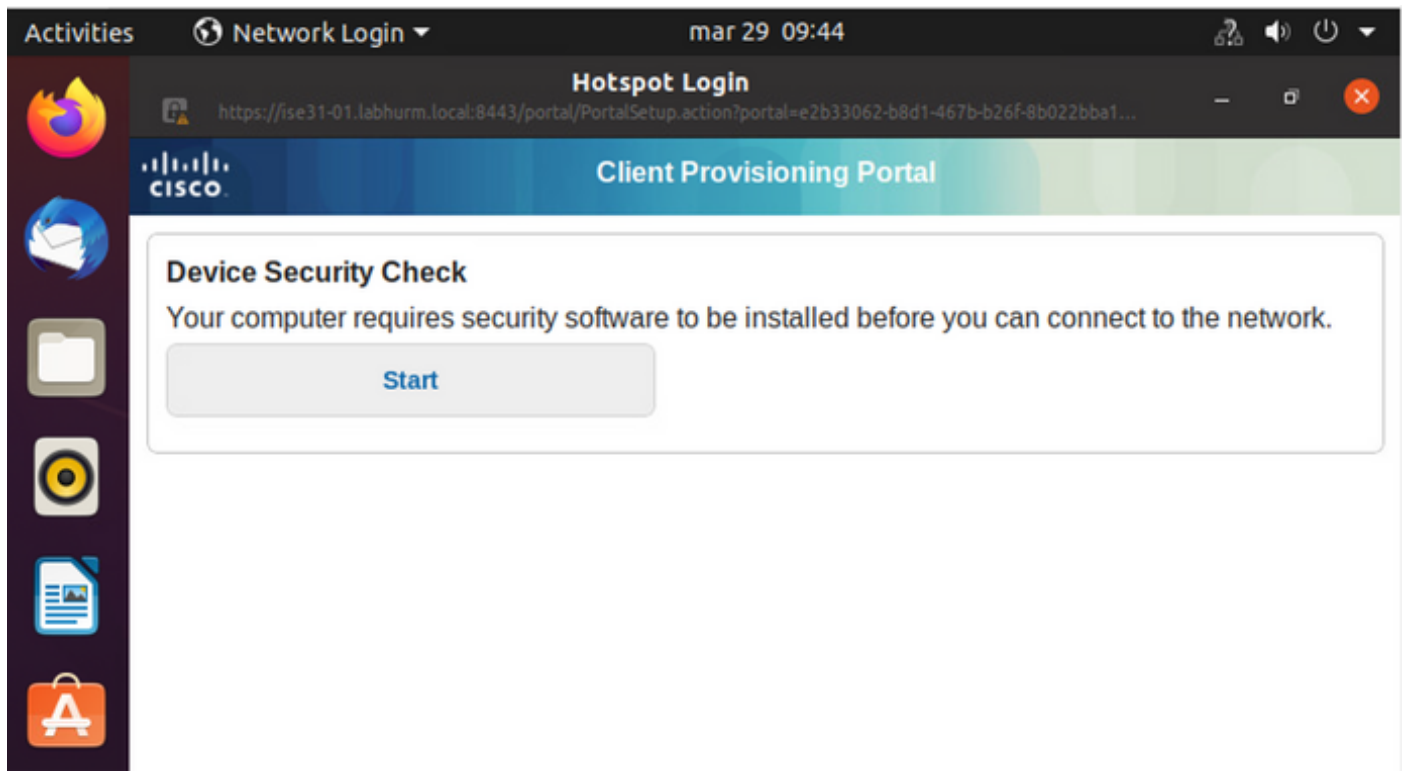 Activities
Network Login
mar 29 09:44
Hotspot Login
https://ise31-01.labhurm.local:8443/portal/PortalSetup.action?portal=e2b33062-b8d1-467b-b26f-8b022bba1...
CISCO
Client Provisioning Portal
Device Security Check
Your computer requires security software to be installed before you can connect to the network.
Start